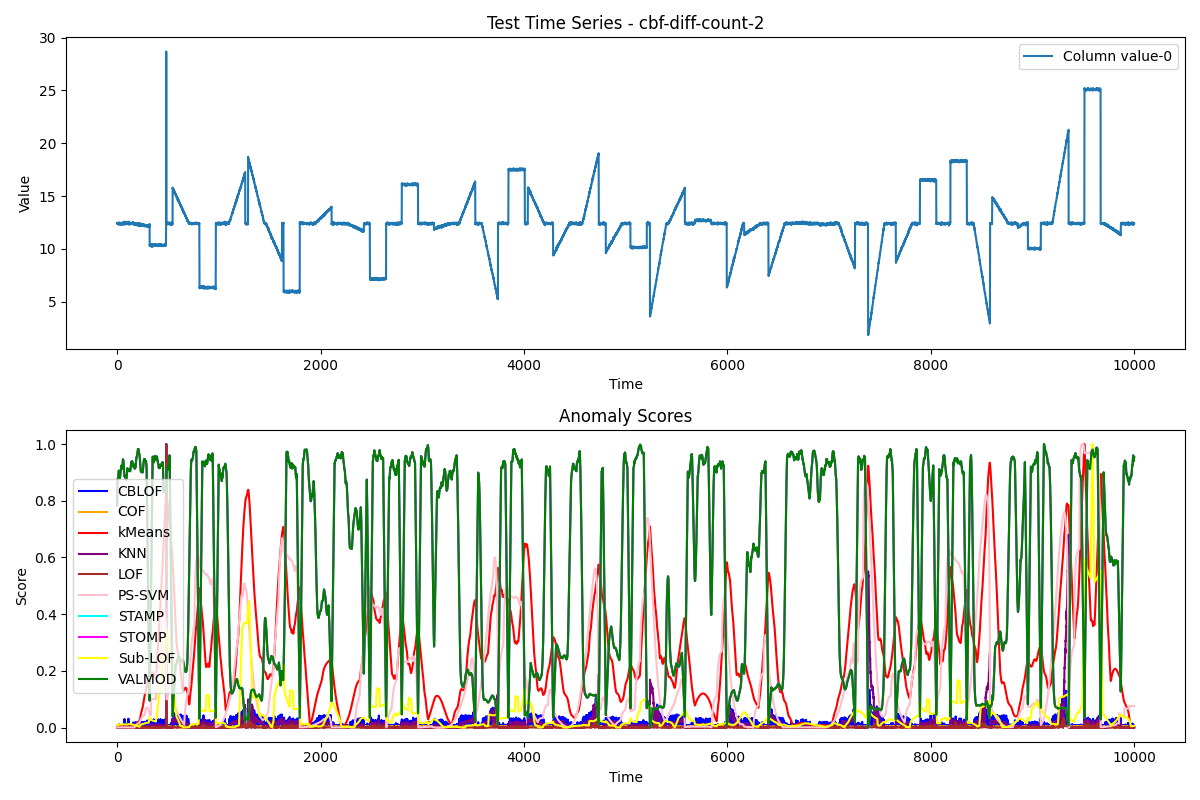 Test Time Series - cbf-diff-count-2
Value
30
25
20
15
10
5
Column value-0
0 2000 4000 6000 8000 10000
Time
Anomaly Scores
Score
1.0
0.8
0.6
0.4
0.2
0.0
CBLOF
COF
kMeans
KNN
LOF
PS-SVM
STAMP
STOMP
Sub-LOF
VALMOD
0 2000 4000 6000 8000 10000
Time